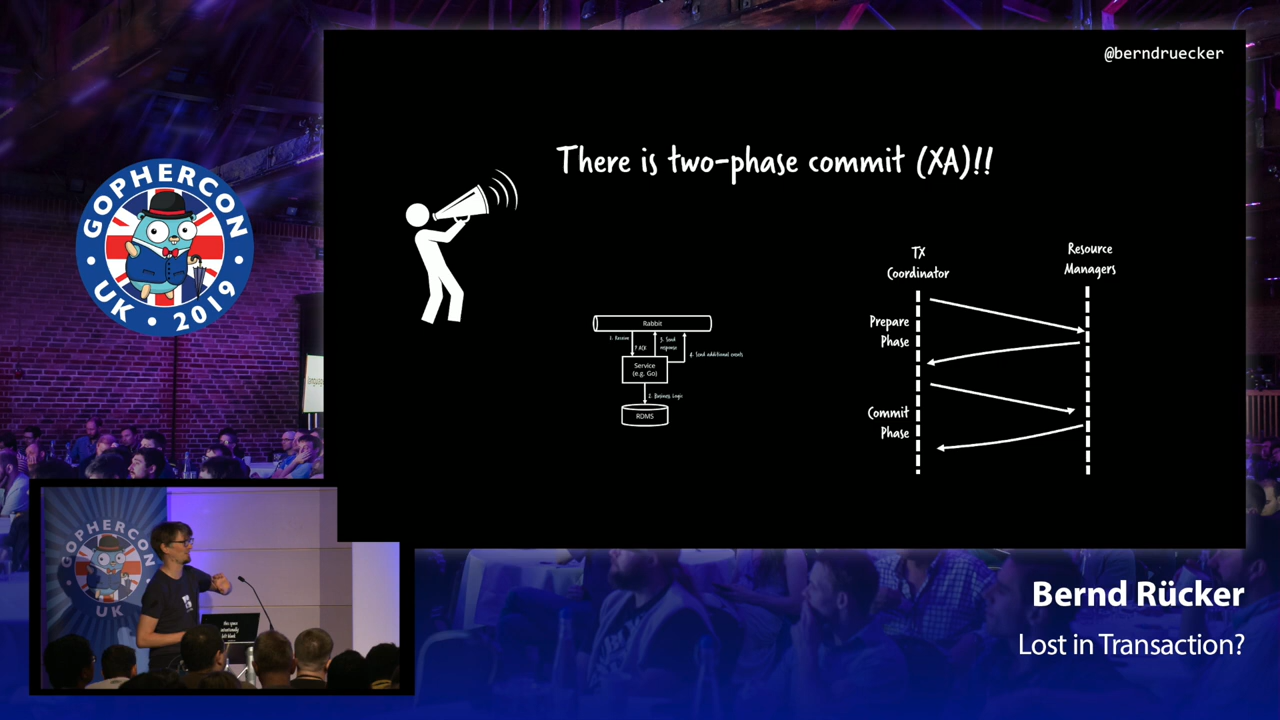 @berndruecker
There is two-phase commit (XA)!!
GOPHERCON
UK • 2019
TX
Coordinator
Resource
Managers
Prepare
Phase
Commit
Phase
Rabbit
1. Receive
? ACK
3. Send
response
4. Send additional events
Service
(e.g. Go)
2. Business Logic
RDMS
GOPHERCON
UK
Bernd Rücker
Lost in Transaction?